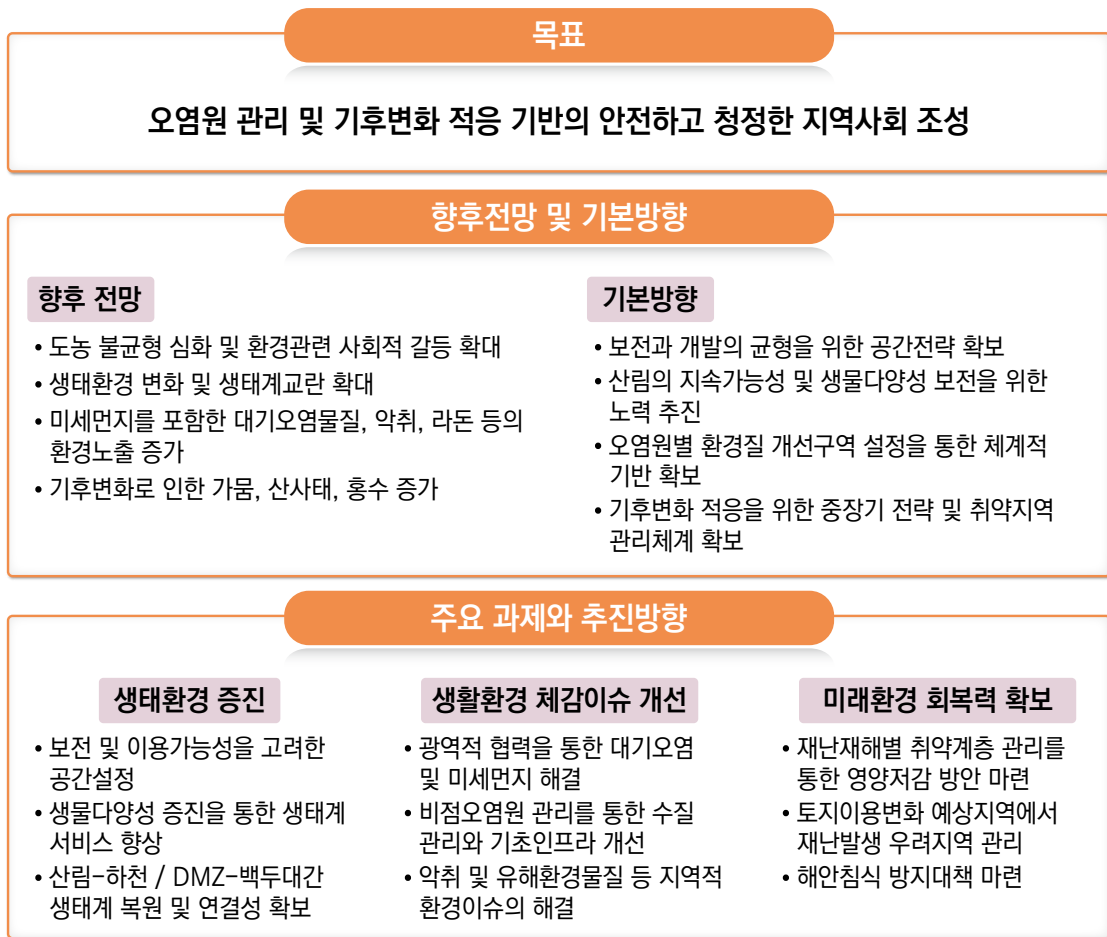 목표
오염원 관리 및 기후변화 적응 기반의 안전하고 청정한 지역사회 조성
향후전망 및 기본방향
향후 전망
• 도농 불균형 심화 및 환경관련 사회적 갈등 확대
• 생태환경 변화 및 생태계교란 확대
• 미세먼지를 포함한 대기오염물질, 악취, 라돈 등의
환경노출 증가
• 기후변화로 인한 가뭄, 산사태, 홍수 증가
기본방향
• 보전과 개발의 균형을 위한 공간전략 확보
• 산림의 지속가능성 및 생물다양성 보전을 위한
노력 추진
• 오염원별 환경질 개선구역 설정을 통한 체계적
기반 확보
• 기후변화 적응을 위한 중장기 전략 및 취약지역
관리체계 확보
주요 과제와 추진방향
생태환경 증진
• 보전 및 이용가능성을 고려한
공간설정
• 생물다양성 증진을 통한 생태계
서비스 향상
• 산림-하천 / DMZ-백두대간
생태계 복원 및 연결성 확보
생활환경 체감이슈 개선
• 광역적 협력을 통한 대기오염
및 미세먼지 해결
• 비점오염원 관리를 통한 수질
관리와 기초인프라 개선
• 악취 및 유해환경물질 등 지역적
환경이슈의 해결
미래환경 회복력 확보
• 재난재해별 취약계층 관리를
통한 영양저감 방안 마련
• 토지이용변화 예상지역에서
재난발생 우려지역 관리
• 해안침식 방지대책 마련